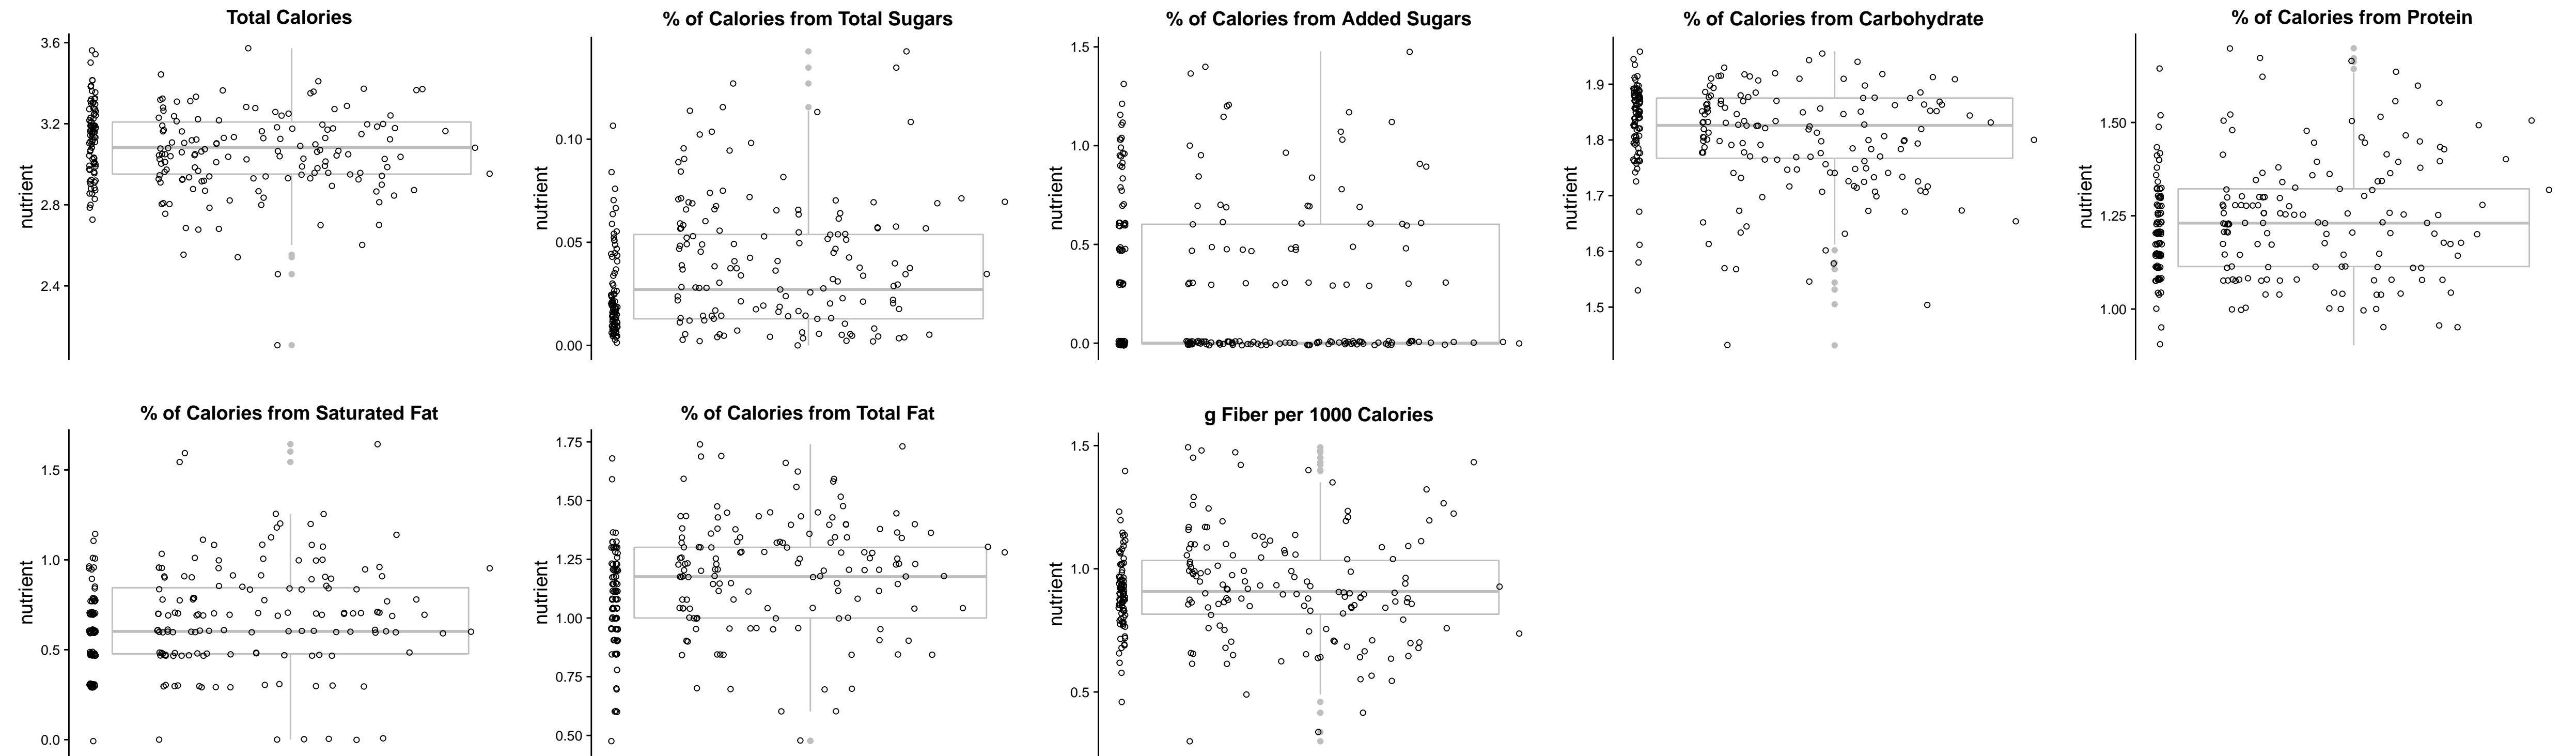 Total Calories
% of Calories from Total Sugars
% of Calories from Added Sugars
% of Calories from Carbohydrate
% of Calories from Protein
nutrient
3.6
3.2
2.8
2.4
nutrient
0.10
0.05
0.00
nutrient
1.5
1.0
0.5
0.0
nutrient
1.9
1.8
1.7
1.6
1.5
nutrient
1.50
1.25
1.00
% of Calories from Saturated Fat
% of Calories from Total Fat
g Fiber per 1000 Calories
nutrient
1.5
1.0
0.5
0.0
nutrient
1.75
1.50
1.25
1.00
0.75
0.50
nutrient
1.5
1.0
0.5